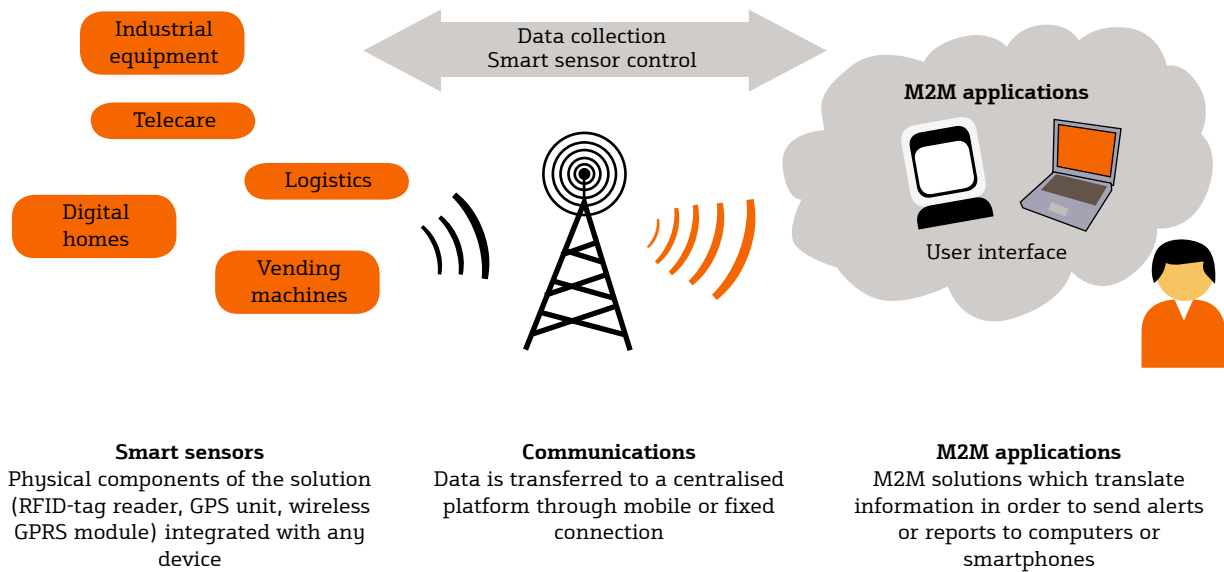 Industrial
equipment
Telecare
Logistics
Digital
homes
Vending
machines
Data collection
Smart sensor control
M2M applications
User interface
Smart sensors
Physical components of the solution
(RFID-tag reader, GPS unit, wireless
GPRS module) integrated with any
device
Communications
Data is transferred to a centralised
platform through mobile or fixed
connection
M2M applications
M2M solutions which translate
information in order to send alerts
or reports to computers or
smartphones